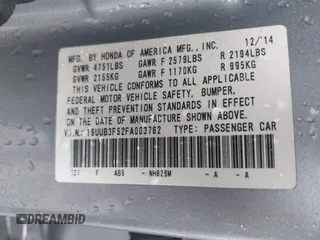 MFD. BY HONDA OF AMERICA MFG., INC. 12/14
GVWR 4751LBS GAWR F 2579LBS R 2194LBS
GVWR 2155KG GAWR F 1170KG R 995KG
THIS VEHICLE CONFORMS TO ALL APPLICABLE
FEDERAL MOTOR VEHICLE SAFETY, BUMPER,
AND THEFT PREVENTION STANDARDS IN EFFECT
ON THE DATE OF MANUFACTURE SHOWN ABOVE.
V.I.N.: 19UUB3F52FA003762 TYPE: PASSENGER CAR
TZ7 F AB9 - NH829M - A - A
DREAMBID